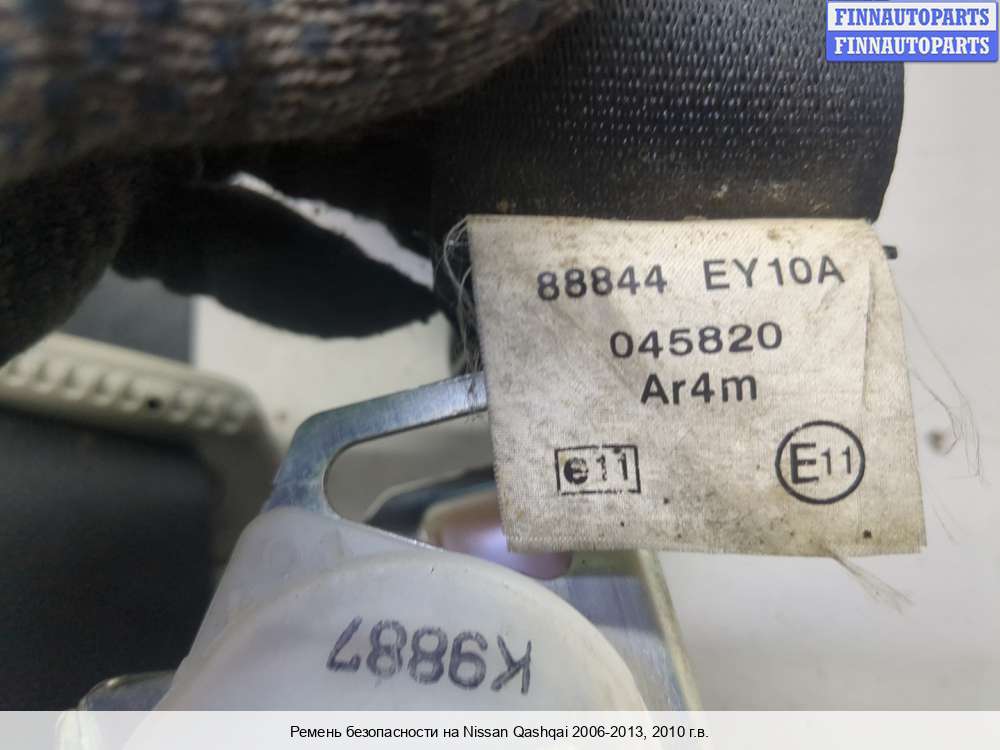 FINNAUTOPARTS
FINNAUTOPARTS
88844 EY10A
045820
Ar4m
e11
E11
K9887
Ремень безопасности на Nissan Qashqai 2006-2013, 2010 г.в.